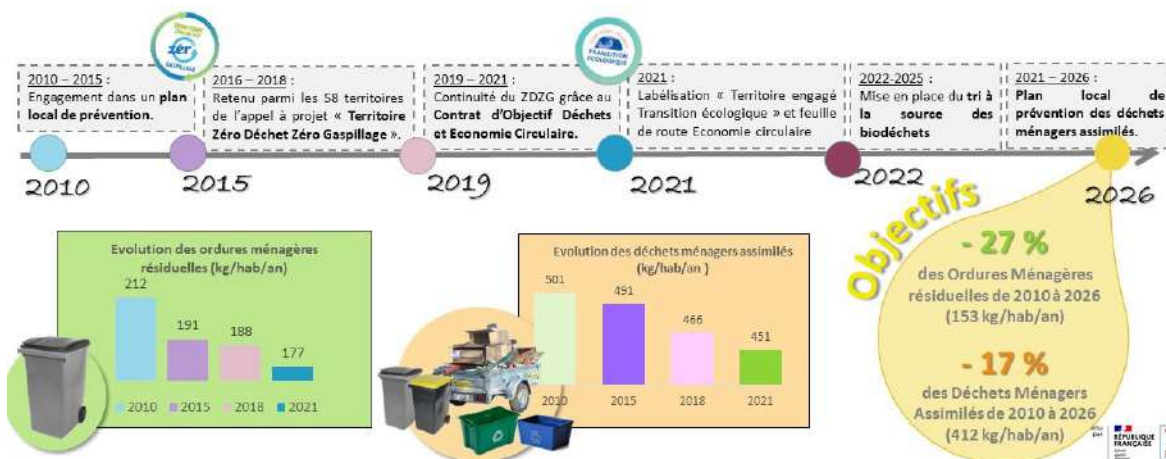 TERRITOIRE
zér
GASPILLAGE
TRANSITION
ÉCOLOGIQUE
2010 – 2015 :
Engagement dans un plan
local de prévention.
2016 – 2018 :
Retenu parmi les 58 territoires
de l'appel à projet « Territoire
Zéro Déchet Zéro Gaspillage ».
2019 – 2021 :
Continuité du ZDZG grâce au
Contrat d'Objectif Déchets
et Economie Circulaire.
2021 :
Labélisation « Territoire engagé
Transition écologique » et feuille
de route Economie circulaire
2022-2025 :
Mise en place du tri à
la source des
biodéchets
2021 – 2026 :
Plan local de
prévention des déchets
ménagers assimilés.
2010
2015
2019
2021
2022
2026
Evolution des ordures ménagères
résiduelles (kg/hab/an)
212
191
188
177
2010 2015 2018 2021
Evolution des déchets ménagers assimilés
(kg/hab/an )
501
491
466
451
2010 2015 2018 2021
Objectifs
- 27 %
des Ordures Ménagères
résiduelles de 2010 à 2026
(153 kg/hab/an)
- 17 %
des Déchets Ménagers
Assimilés de 2010 à 2026
(412 kg/hab/an)
par
RÉPUBLIQUE
FRANÇAISE